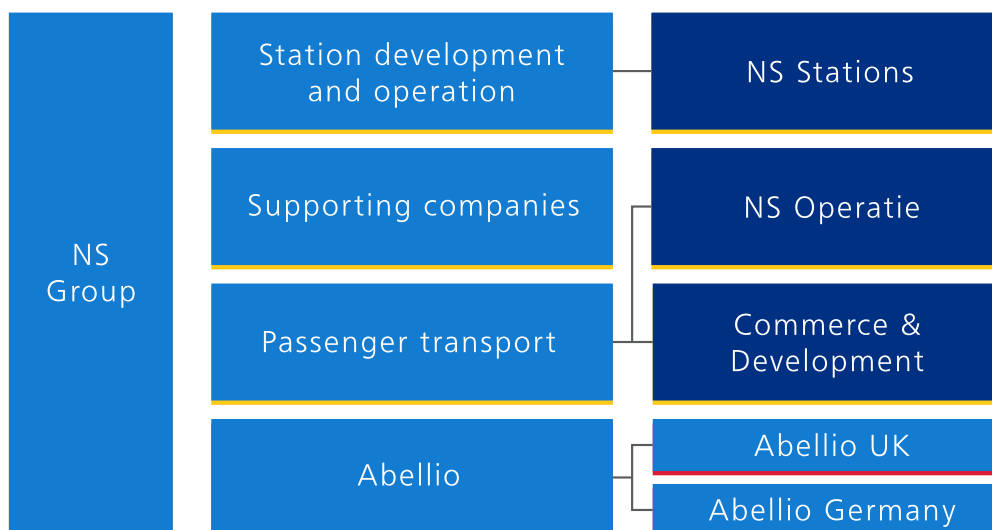 NS
Group
Station development
and operation
NS Stations
Supporting companies
NS Operatie
Passenger transport
Commerce &
Development
Abellio
Abellio UK
Abellio Germany